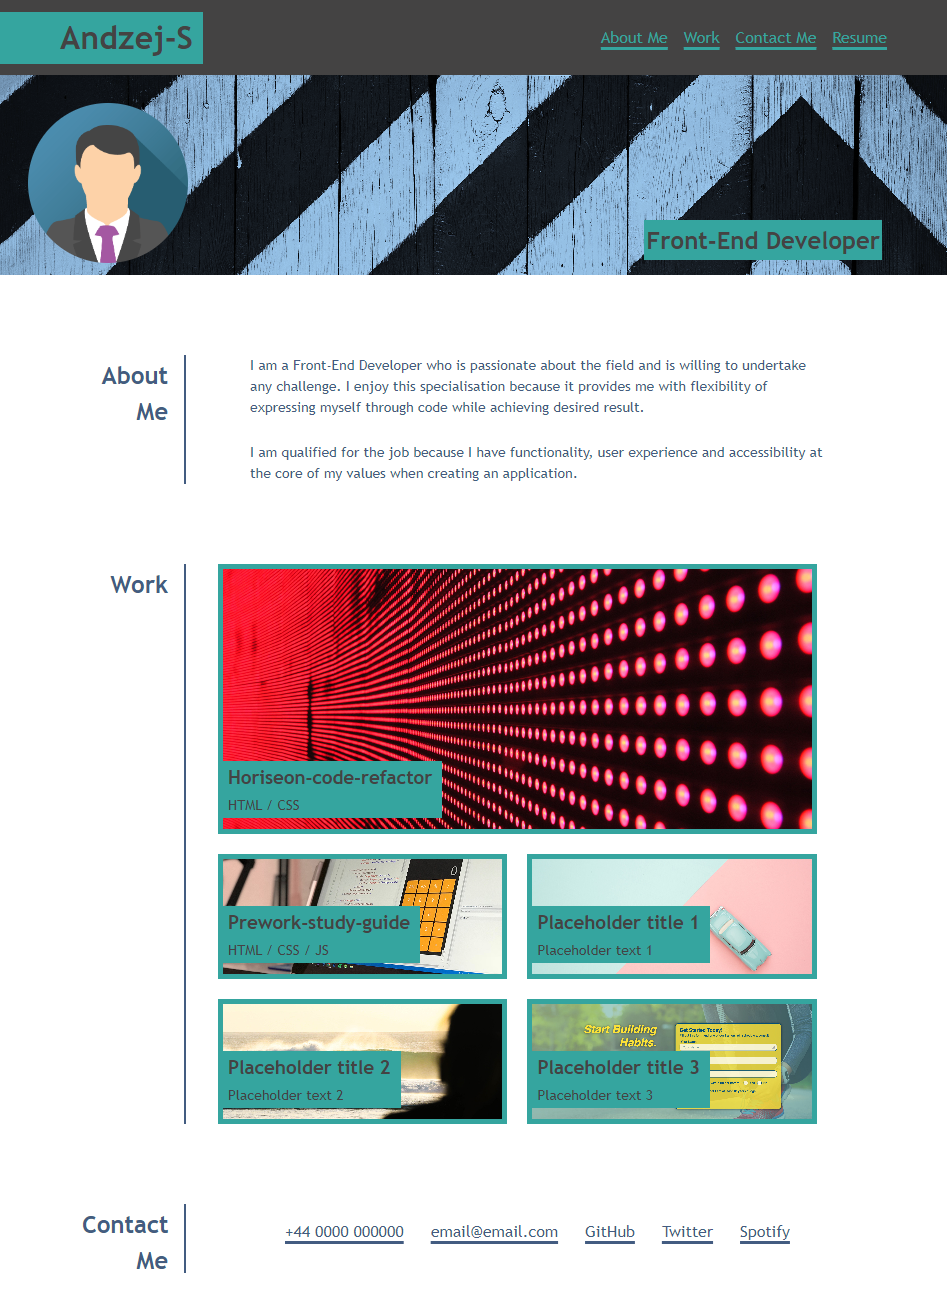 Andzej-S
About Me Work Contact Me Resume
Front-End Developer
About
Me
I am a Front-End Developer who is passionate about the field and is willing to undertake
any challenge. I enjoy this specialisation because it provides me with flexibility of
expressing myself through code while achieving desired result.
I am qualified for the job because I have functionality, user experience and accessibility at
the core of my values when creating an application.
Work
Horiseon-code-refactor
HTML / CSS
Prework-study-guide
HTML / CSS / JS
Placeholder title 1
Placeholder text 1
Placeholder title 2
Placeholder text 2
Start Building
Habits.
Get Started Today!
Placeholder title 3
Placeholder text 3
Contact
Me
+44 0000 000000 email@email.com GitHub Twitter Spotify